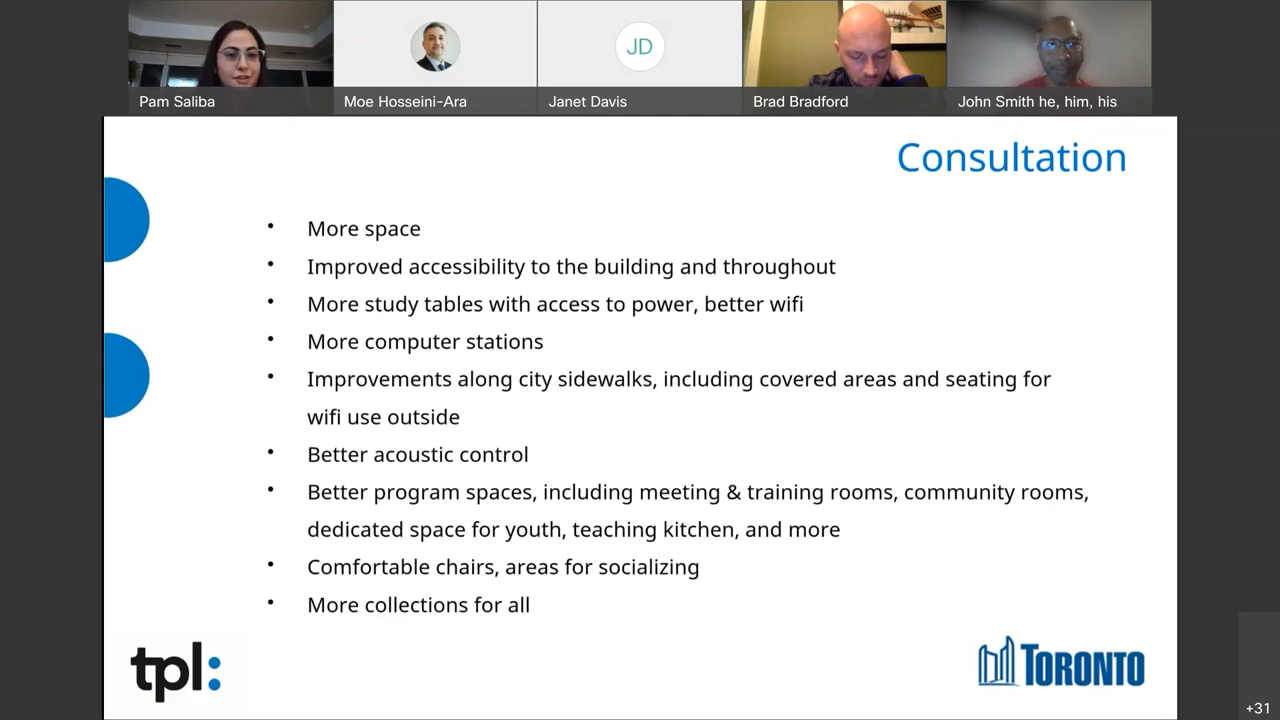 JD
Pam Saliba
Moe Hosseini-Ara
Janet Davis
Brad Bradford
John Smith he, him, his
Consultation
• More space
• Improved accessibility to the building and throughout
• More study tables with access to power, better wifi
• More computer stations
• Improvements along city sidewalks, including covered areas and seating for
wifi use outside
• Better acoustic control
• Better program spaces, including meeting & training rooms, community rooms,
dedicated space for youth, teaching kitchen, and more
• Comfortable chairs, areas for socializing
• More collections for all
tpl:
TORONTO
+31